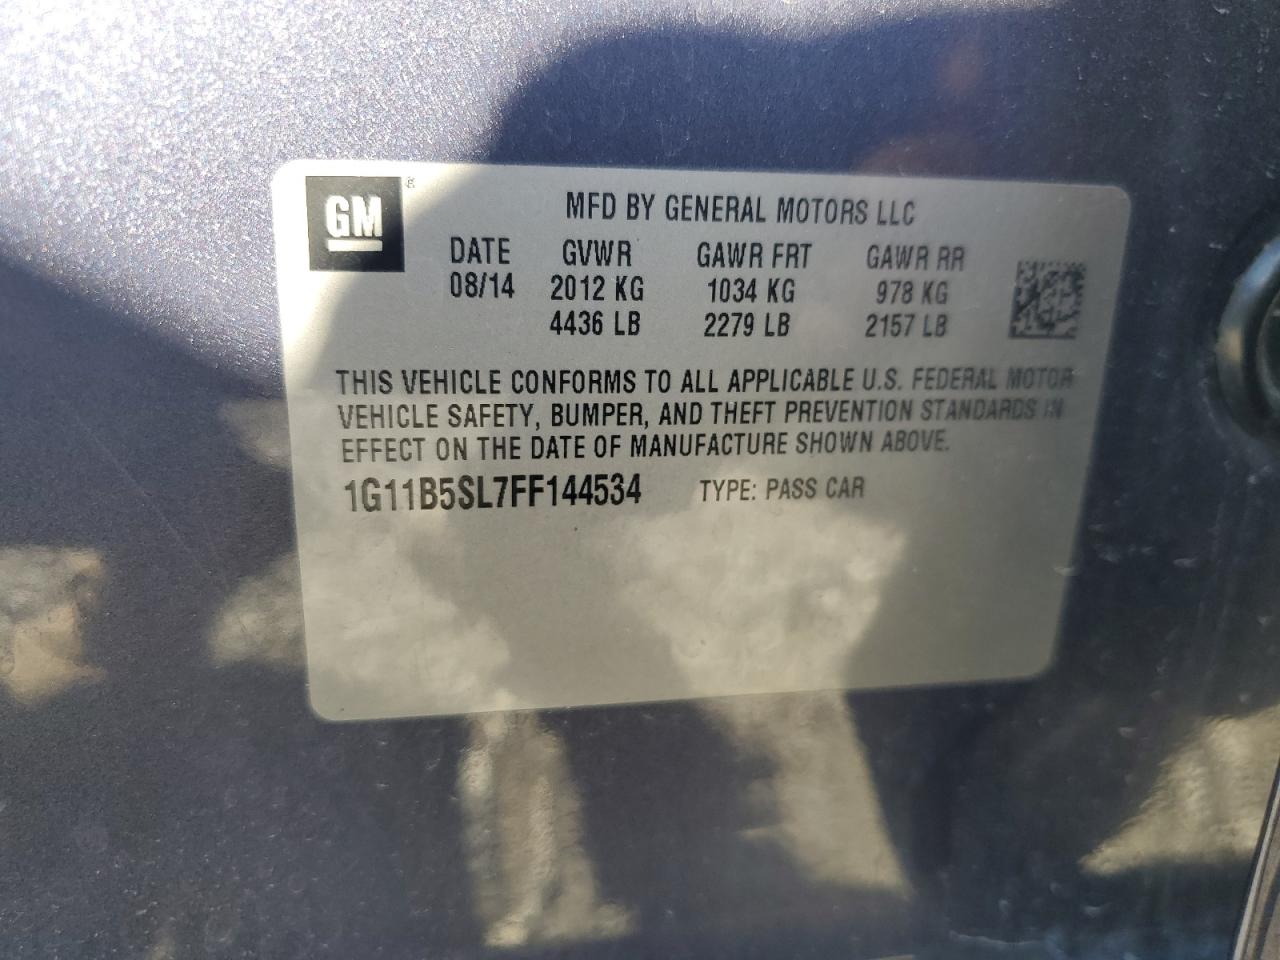 GM ®
MFD BY GENERAL MOTORS LLC
DATE GVWR GAWR FRT GAWR RR
08/14 2012 KG 1034 KG 978 KG
4436 LB 2279 LB 2157 LB
THIS VEHICLE CONFORMS TO ALL APPLICABLE U.S. FEDERAL MOTOR
VEHICLE SAFETY, BUMPER, AND THEFT PREVENTION STANDARDS IN
EFFECT ON THE DATE OF MANUFACTURE SHOWN ABOVE.
1G11B5SL7FF144534 TYPE: PASS CAR